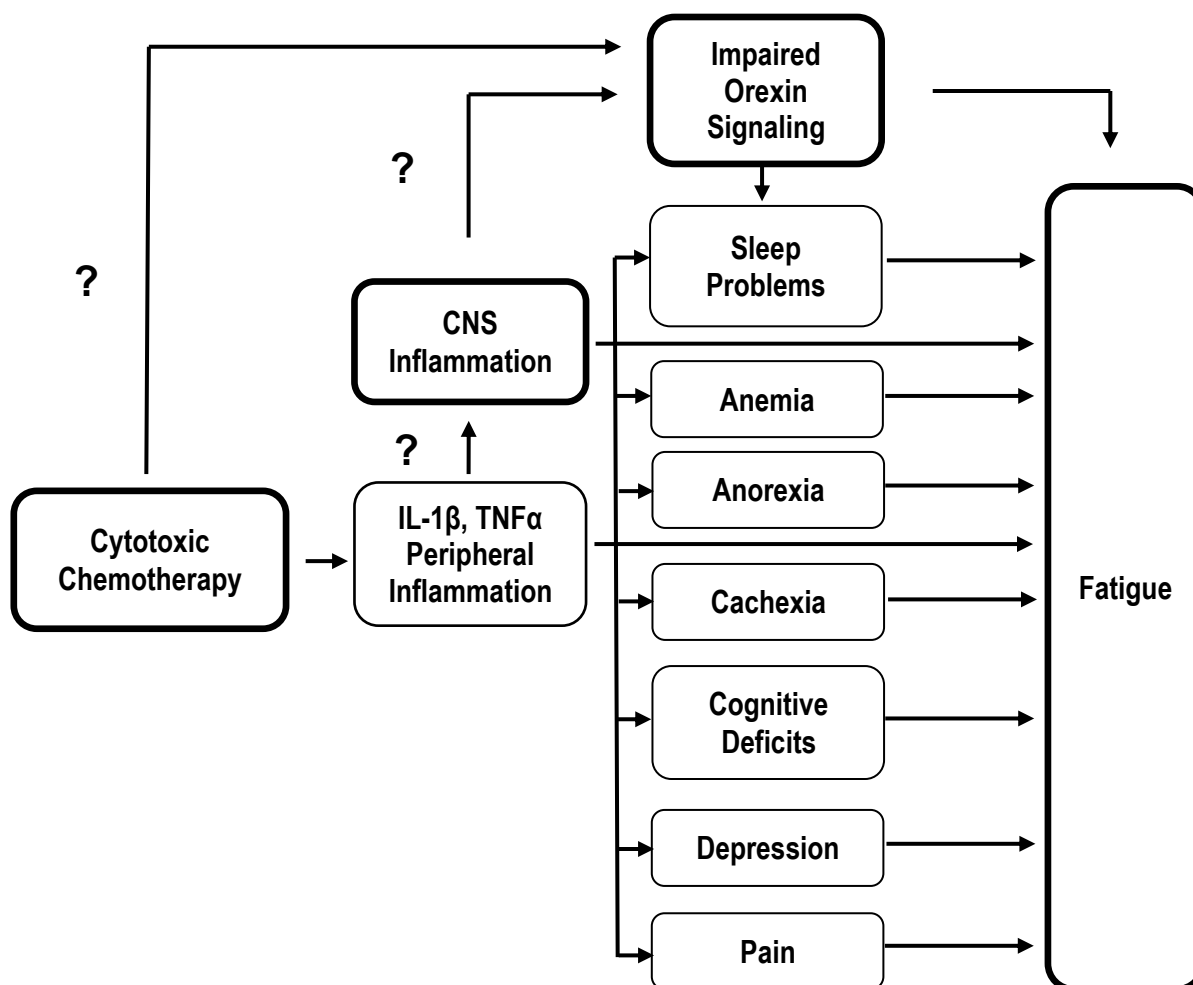 Impaired
Orexin
Signaling
?
?
Sleep
Problems
CNS
Inflammation
Anemia
?
Anorexia
Cytotoxic
Chemotherapy
IL-1β, TNFα
Peripheral
Inflammation
Cachexia
Fatigue
Cognitive
Deficits
Depression
Pain